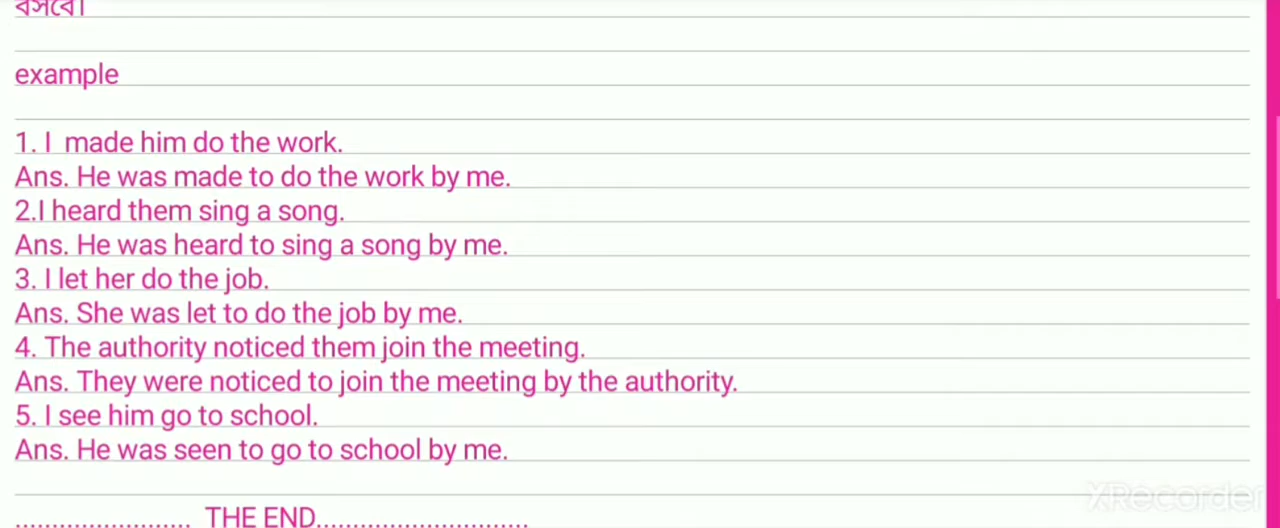 বসবে।
example
1. I  made him do the work.
Ans. He was made to do the work by me.
2.I heard them sing a song.
Ans. He was heard to sing a song by me.
3. I let her do the job.
Ans. She was let to do the job by me.
4. The authority noticed them join the meeting.
Ans. They were noticed to join the meeting by the authority.
5. I see him go to school.
Ans. He was seen to go to school by me.
........................ THE END.............................
XRecorder